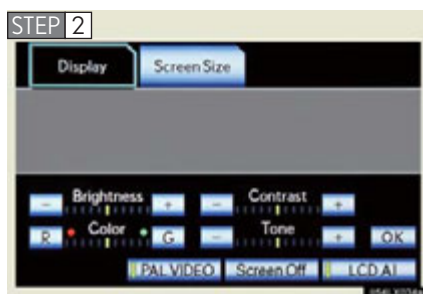 STEP 2
Display Screen Size
- Brightness + - Contrast +
R Color G - Tone + OK
PAL VIDEO Screen Off LCD AI